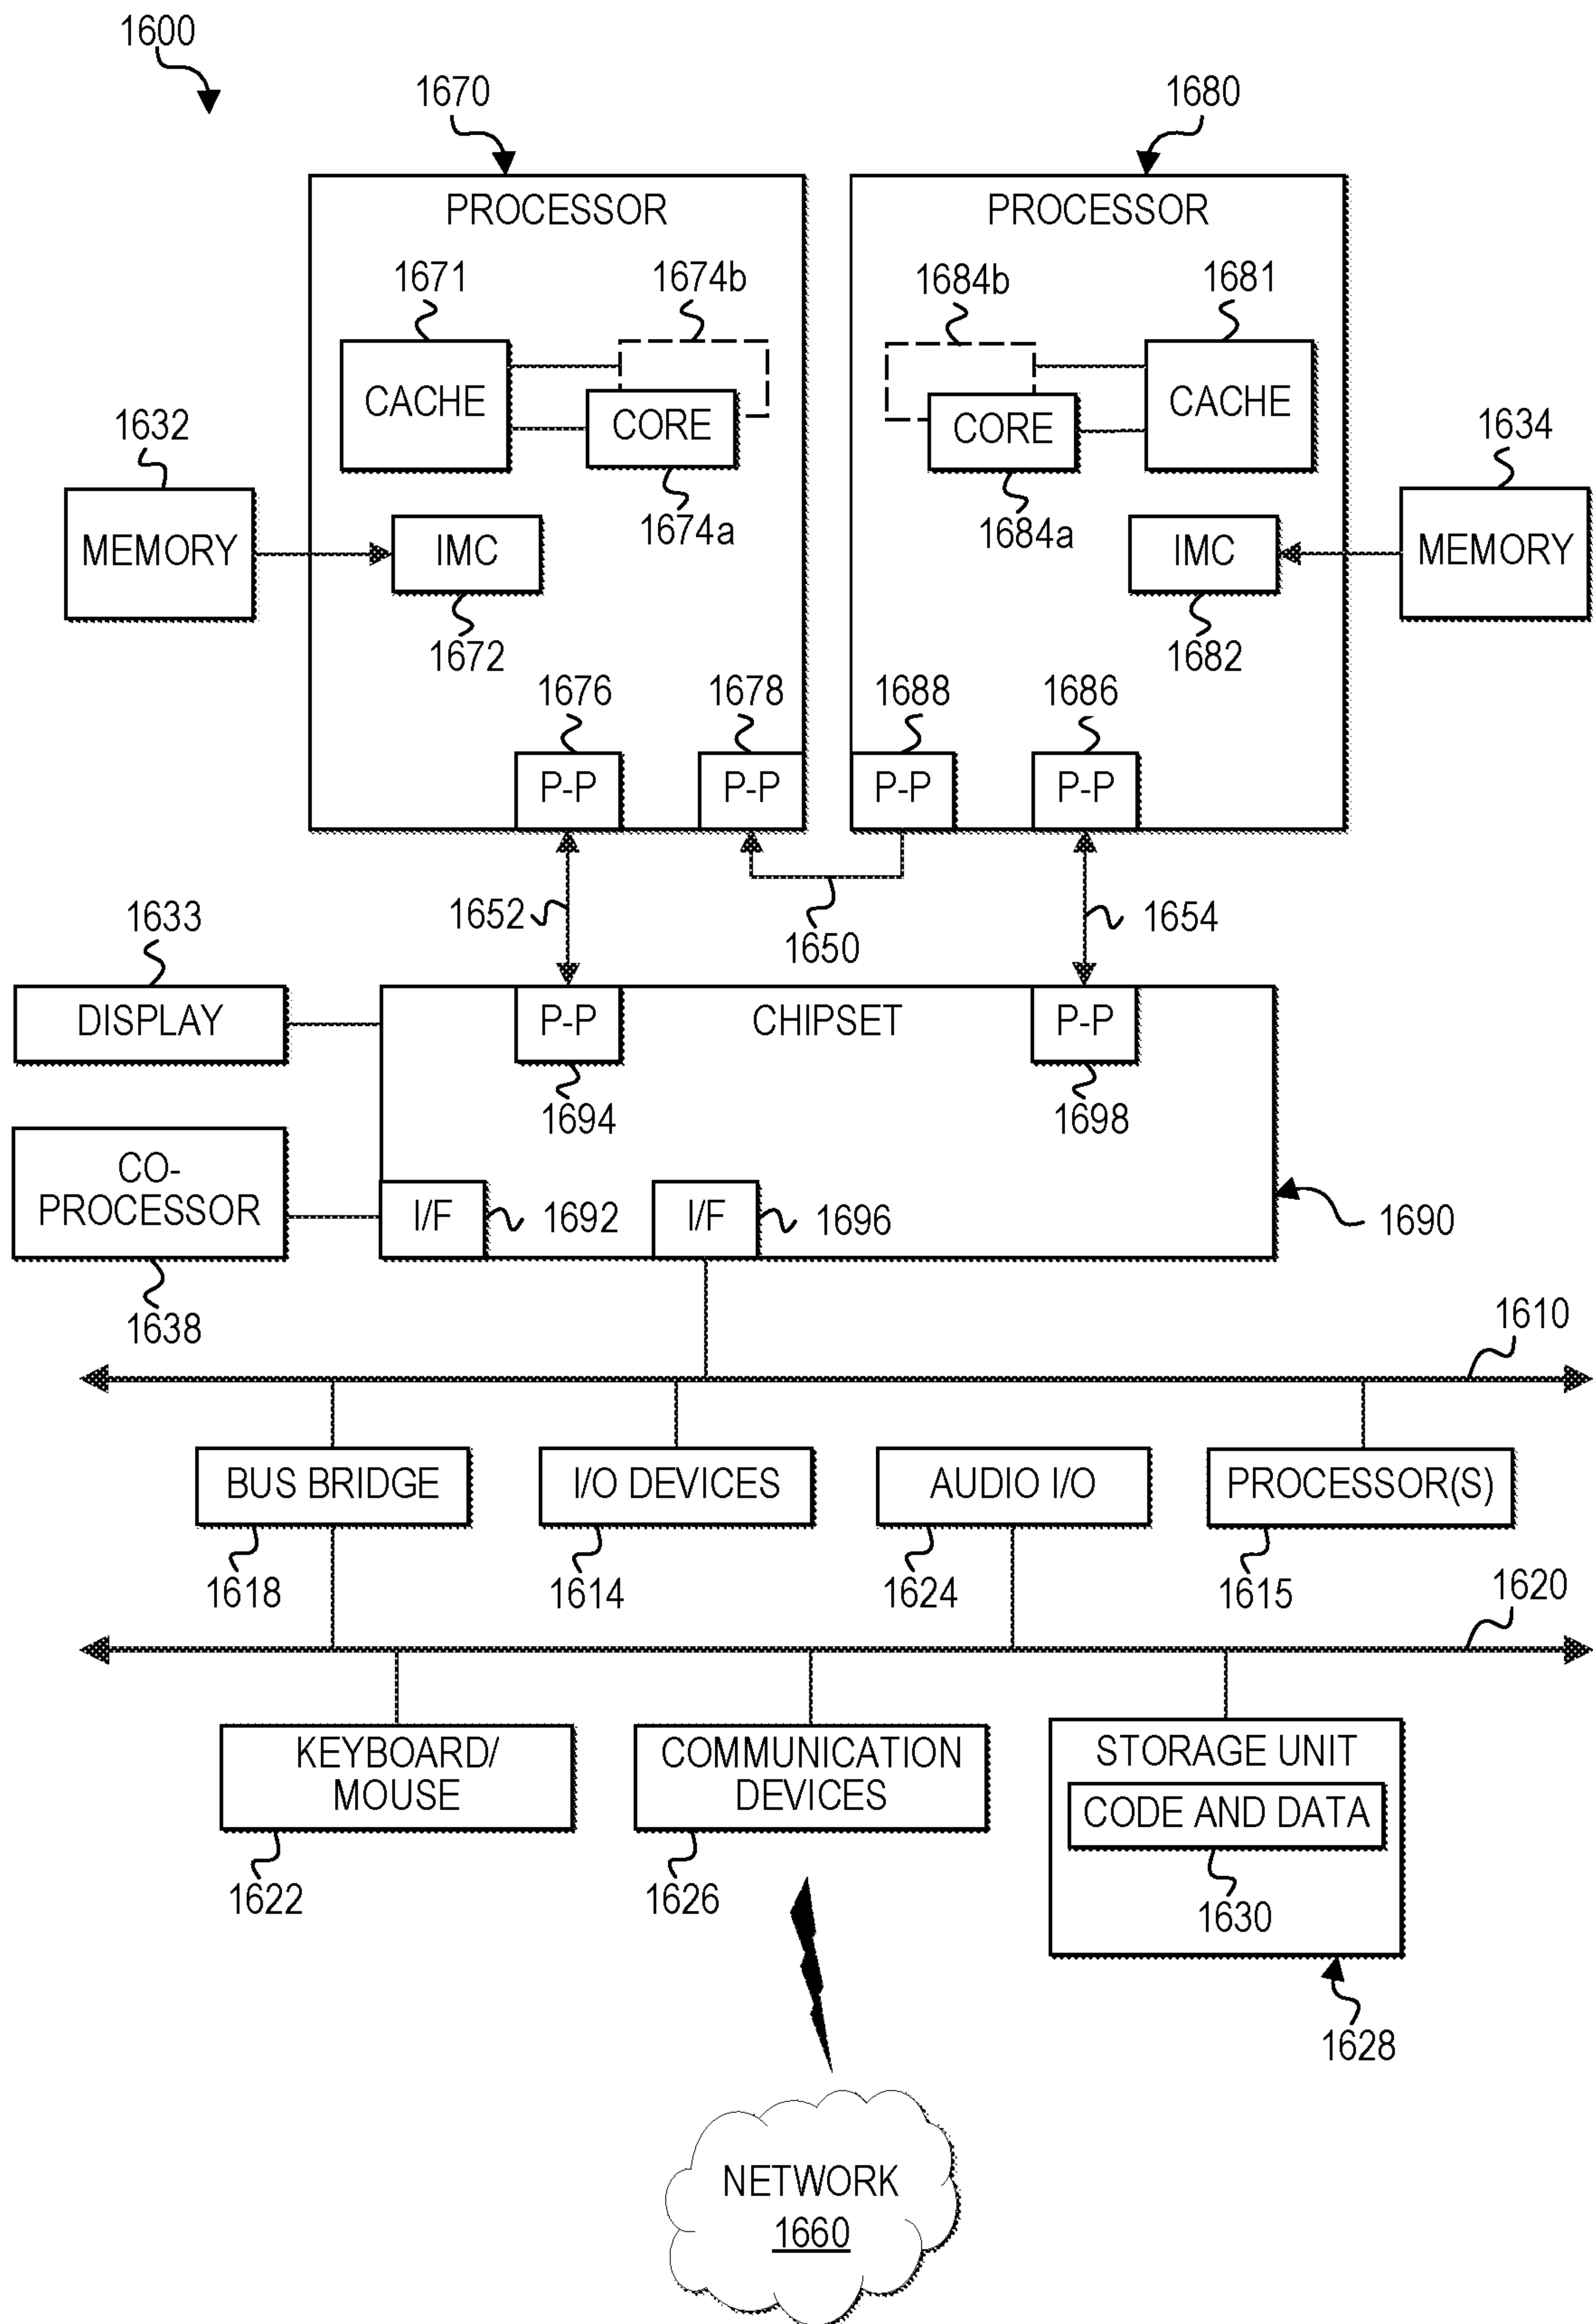 1600
1670
1680
PROCESSOR
PROCESSOR
1671
1674b
1684b
1681
CACHE
CORE
CORE
CACHE
1632
1634
1674a
1684a
MEMORY
IMC
IMC
MEMORY
1672
1682
1676
1678
1688
1686
P-P
P-P
P-P
P-P
1652
1650
1654
1633
DISPLAY
P-P
CHIPSET
P-P
1694
1698
CO-
PROCESSOR
I/F
1692
I/F
1696
1690
1638
1610
BUS BRIDGE
I/O DEVICES
AUDIO I/O
PROCESSOR(S)
1618
1614
1624
1615
1620
KEYBOARD/
MOUSE
COMMUNICATION
DEVICES
STORAGE UNIT
CODE AND DATA
1622
1626
1630
1628
NETWORK
1660